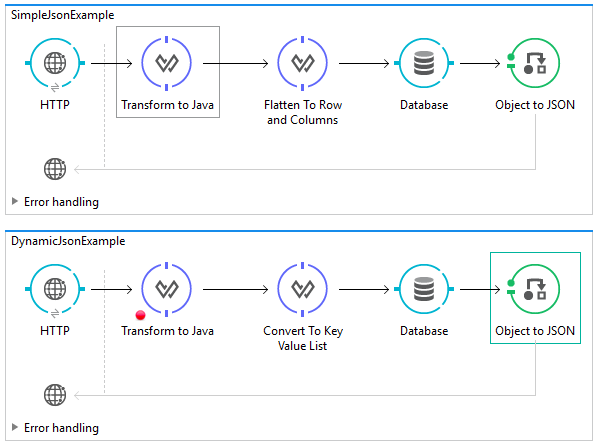 SimpleJsonExample
HTTP
Transform to Java
Flatten To Row
and Columns
Database
Object to JSON
Error handling
DynamicJsonExample
HTTP
Transform to Java
Convert To Key
Value List
Database
Object to JSON
Error handling